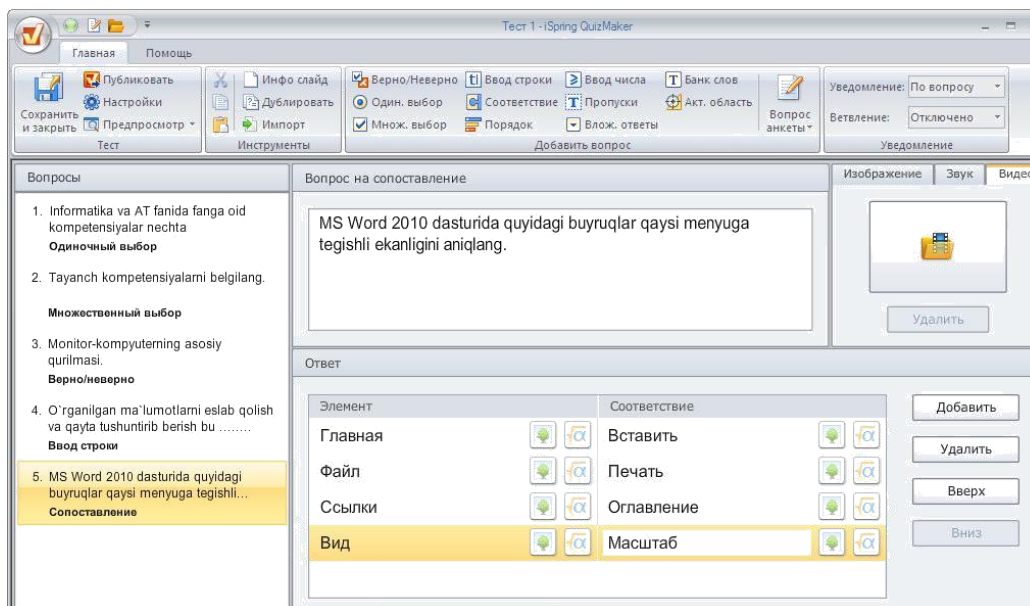 Тест 1 - iSpring QuizMaker
Главная Помощь
Сохранить и закрыть
Публиковать
Настройки
Предпросмотр
Тест
Инфо слайд
Дублировать
Импорт
Инструменты
Верно/Неверно
Один. выбор
Множ. выбор
Ввод строки
Соответствие
Порядок
Ввод числа
Пропуски
Влож. ответы
Банк слов
Акт. область
Вопрос анкеты
Добавить вопрос
Уведомление: По вопросу
Ветвление: Отключено
Уведомление
Вопросы
1. Informatika va AT fanida fanga oid
kompetensiyalar nechta
Одиночный выбор
2. Tayanch kompetensiyalarni belgilang.
Множественный выбор
3. Monitor-kompyuterning asosiy
qurilmasi.
Верно/неверно
4. O`rganilgan ma`lumotlarni eslab qolish
va qayta tushuntirib berish bu ........
Ввод строки
5. MS Word 2010 dasturida quyidagi
buyruqlar qaysi menyuga tegishli...
Сопоставление
Вопрос на сопоставление
MS Word 2010 dasturida quyidagi buyruqlar qaysi menyuga
tegishli ekanligini aniqlang.
Изображение Звук Видео
Удалить
Ответ
Элемент Соответствие
Главная Вставить
Файл Печать
Ссылки Оглавление
Вид Масштаб
Добавить
Удалить
Вверх
Вниз